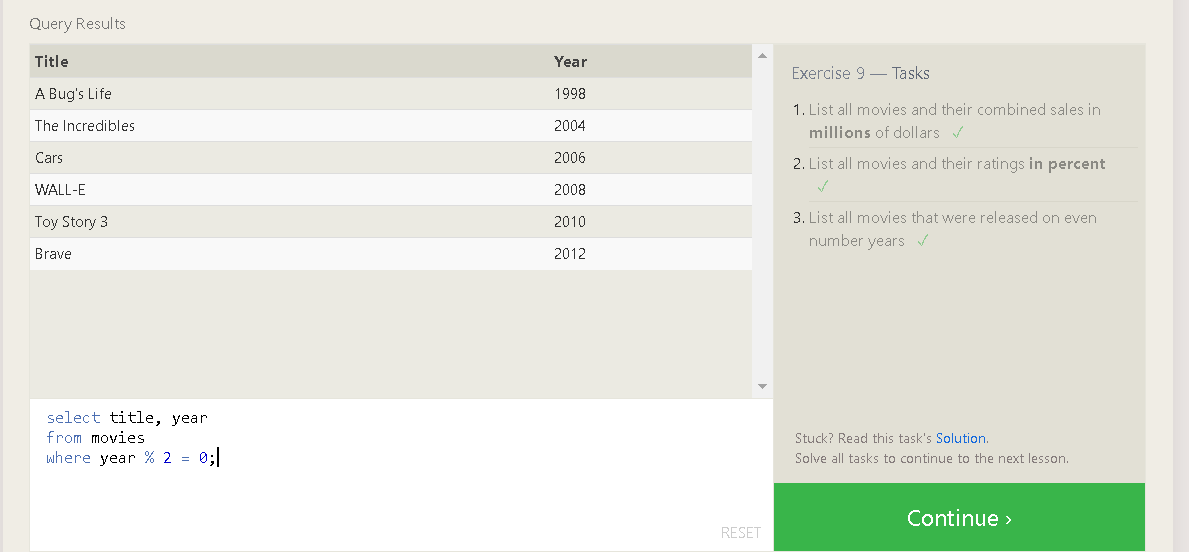 Query Results
Title Year
A Bug's Life 1998
The Incredibles 2004
Cars 2006
WALL-E 2008
Toy Story 3 2010
Brave 2012
select title, year
from movies
where year % 2 = 0;
RESET
Exercise 9 — Tasks
1. List all movies and their combined sales in
millions of dollars ✓
2. List all movies and their ratings in percent
✓
3. List all movies that were released on even
number years ✓
Stuck? Read this task's Solution.
Solve all tasks to continue to the next lesson.
Continue ›